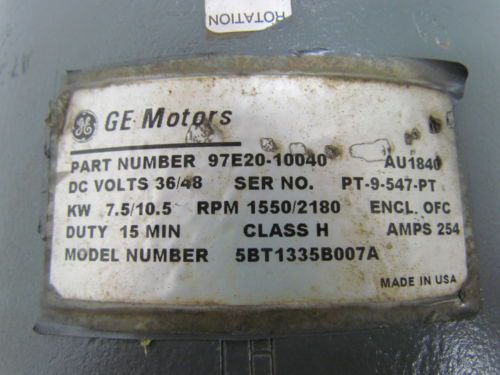 ROTATION
GE Motors
PART NUMBER 97E20-10040 AU1840
DC VOLTS 36/48 SER NO. PT-9-547-PT
KW 7.5/10.5 RPM 1550/2180 ENCL. OFC
DUTY 15 MIN CLASS H AMPS 254
MODEL NUMBER 5BT1335B007A
MADE IN USA